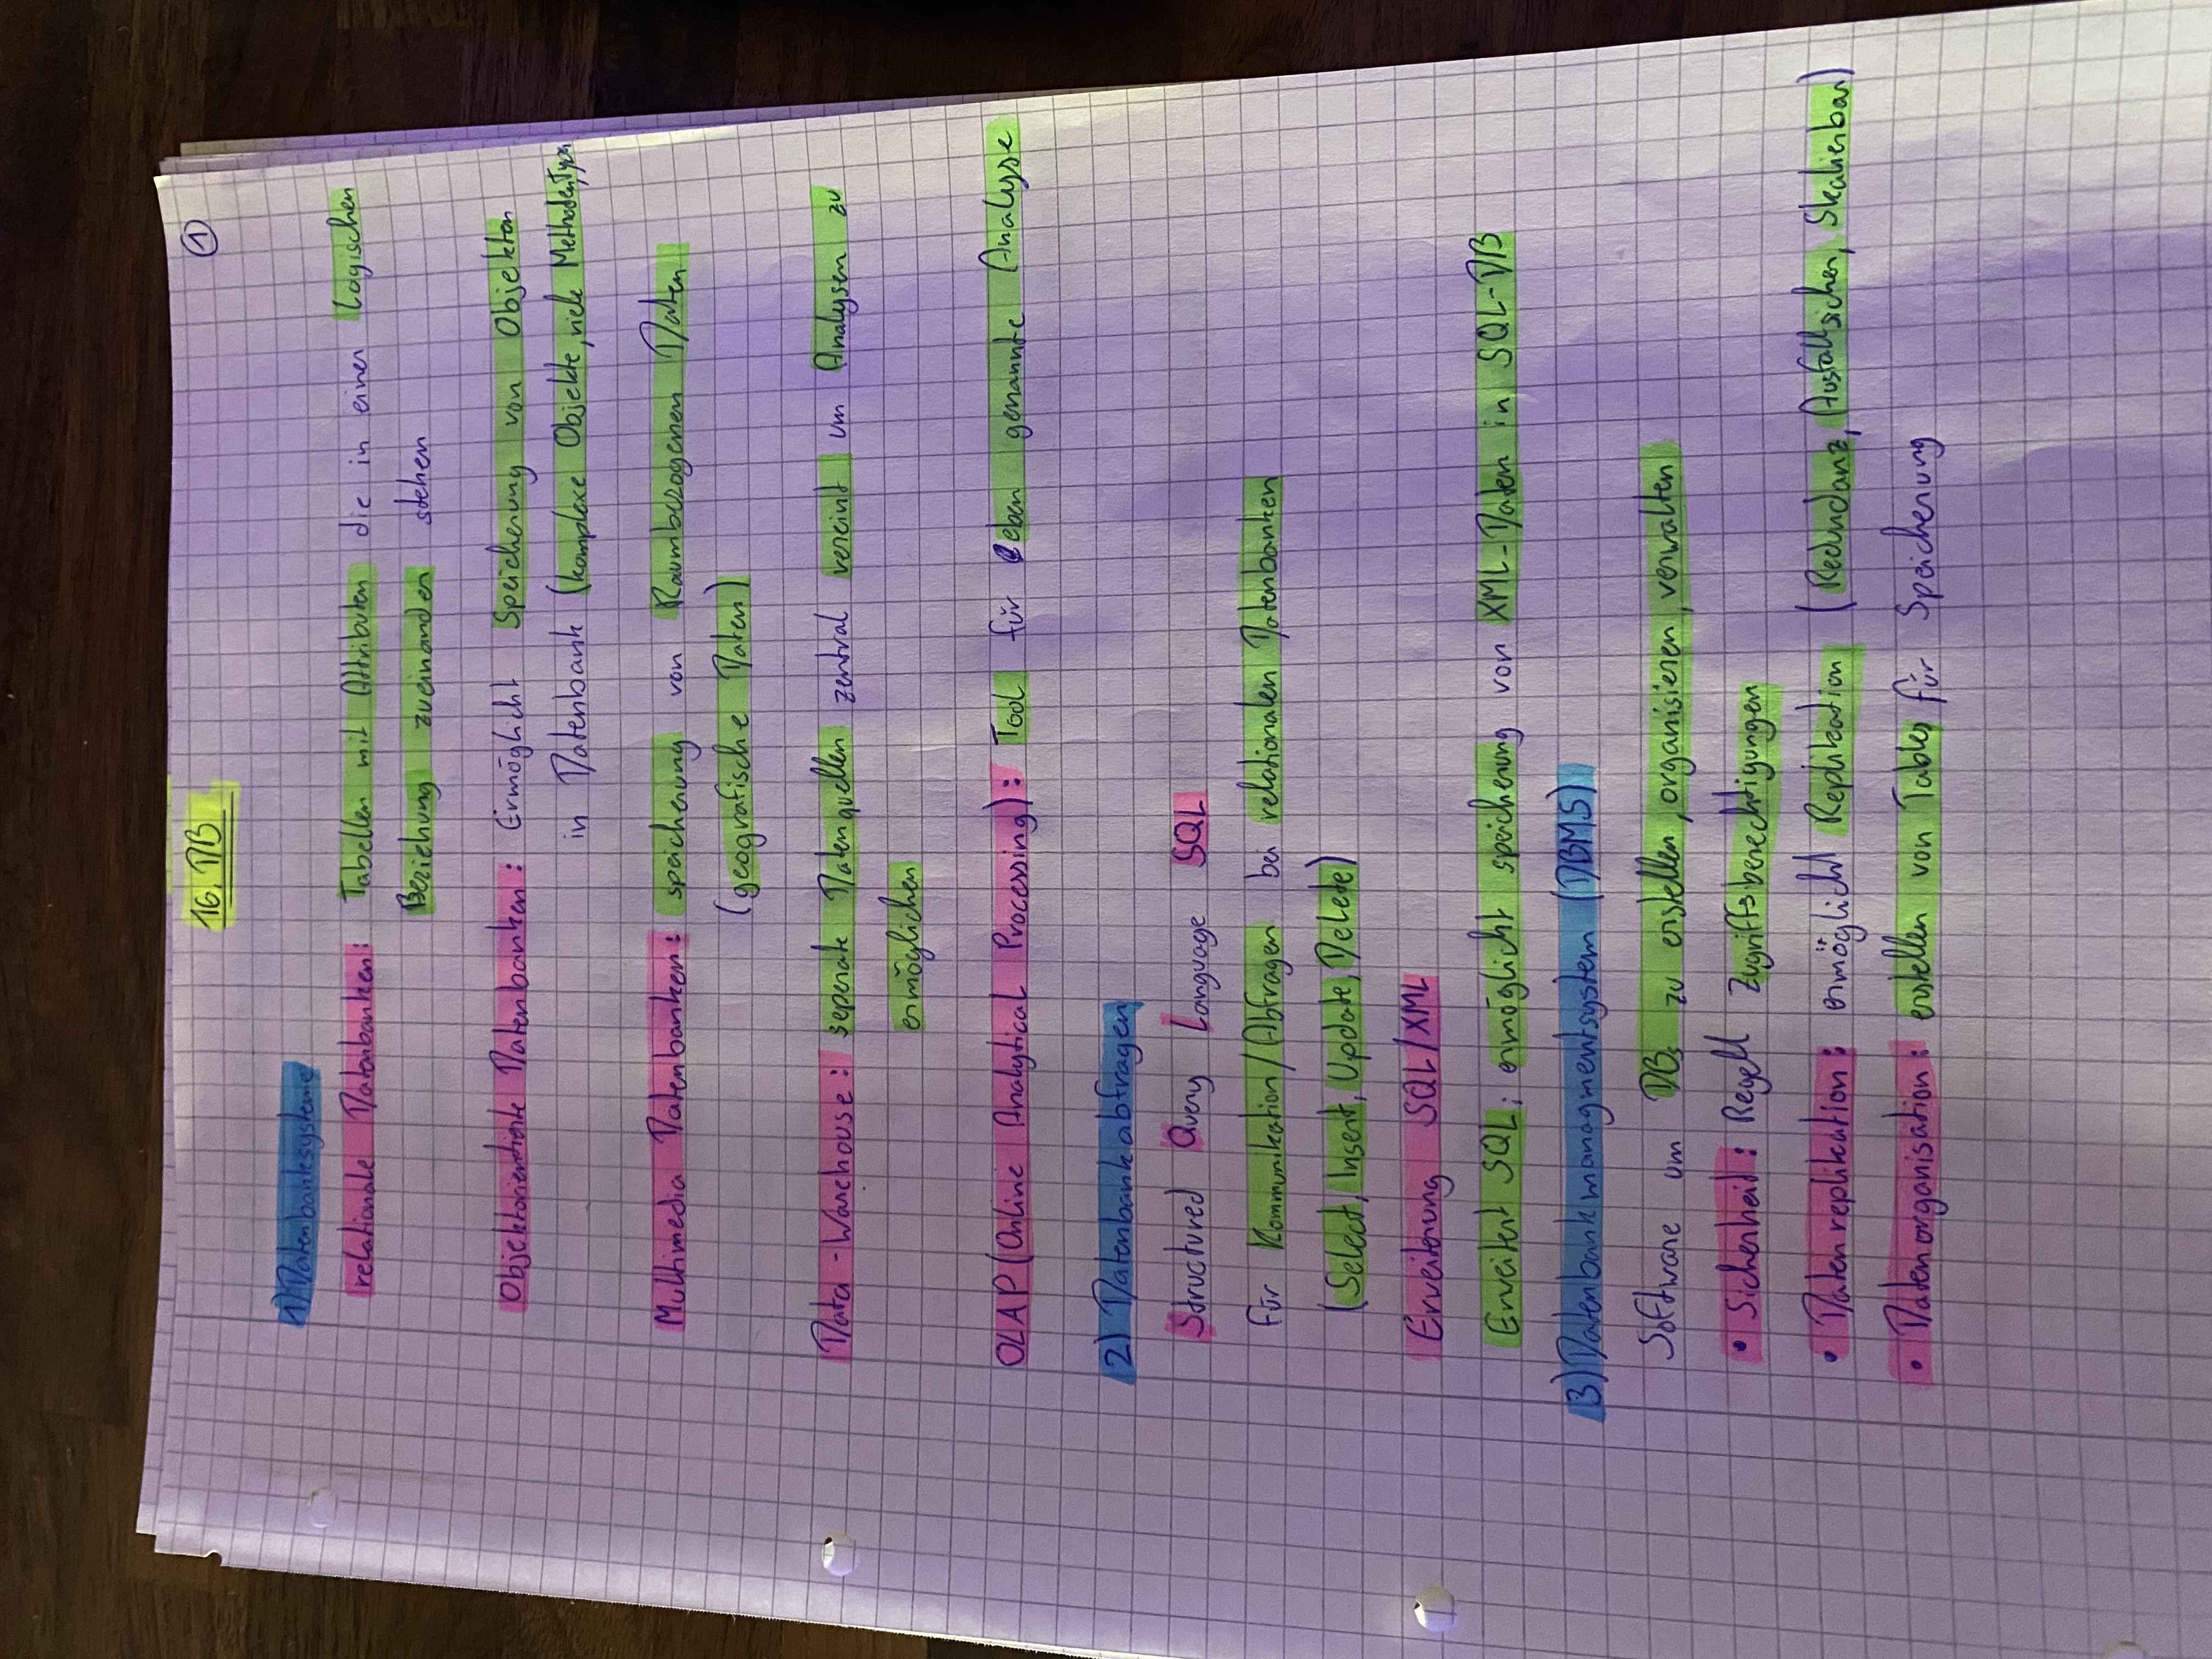 16. DB
①
1) Datenbanksysteme
relationale Datenbanken: Tabellen mit Attributen die in einer Logischen
Beziehung zueinander stehen
Objektorientierte Datenbanken: Ermöglicht Speicherung von Objekten
in Datenbank (komplexe Objekte, viele Methoden, Typen
Multimedia Datenbanken: speicherung von Raumbezogenen Daten
(geografische Daten)
Data-Warehouse: seperate Datenquellen zentral vereint um Analysen zu
ermöglichen
OLAP (Online Analytical Processing): Tool für eben genannte Analyse
2) Datenbankabfragen
Structured Query Language SQL
für Kommunikation/Abfragen bei relationalen Datenbanken
(Select, Insert, Update, Delete)
Erweiterung SQL/XML
Erweitert SQL; ermöglicht speicherung von XML-Daten in SQL-DB
3) Datenbankmanagmentsystem (DBMS)
Software um DBs zu erstellen, organisieren, verwalten
• Sicherheit: Regelt Zugriffsberechtigungen
• Datenreplikation: ermöglicht Replikation (Redundanz, Ausfallsicher, Skalierbar)
• Datenorganisation: erstellen von Tables für Speicherung